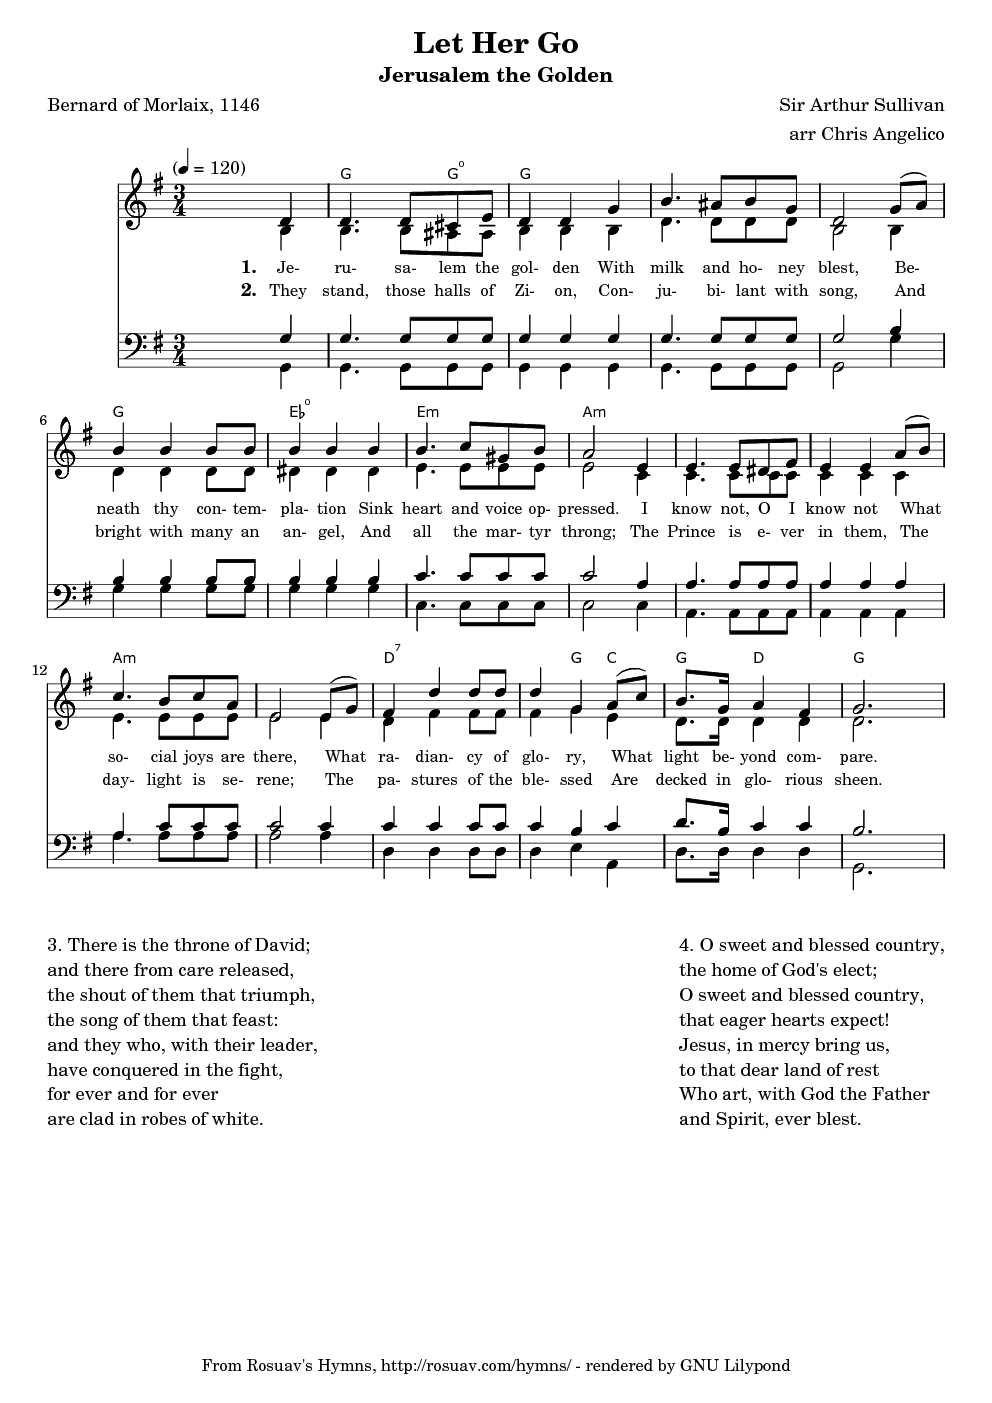 Let Her Go
Jerusalem the Golden
Bernard of Morlaix, 1146
Sir Arthur Sullivan
arr Chris Angelico
(♩ = 120)
G G° G
1. Je- ru- sa- lem the gol- den With milk and ho- ney blest, Be-
2. They stand, those halls of Zi- on, Con- ju- bi- lant with song, And
6 G E♭° Em Am
neath thy con- tem- pla- tion Sink heart and voice op- pressed. I know not, O I know not What
bright with many an an- gel, And all the mar- tyr throng; The Prince is e- ver in them, The
12 Am D7 G C G D G
so- cial joys are there, What ra- dian- cy of glo- ry, What light be- yond com- pare.
day- light is se- rene; The pa- stures of the ble- ssed Are decked in glo- rious sheen.
3. There is the throne of David;
and there from care released,
the shout of them that triumph,
the song of them that feast:
and they who, with their leader,
have conquered in the fight,
for ever and for ever
are clad in robes of white.
4. O sweet and blessed country,
the home of God's elect;
O sweet and blessed country,
that eager hearts expect!
Jesus, in mercy bring us,
to that dear land of rest
Who art, with God the Father
and Spirit, ever blest.
From Rosuav's Hymns, http://rosuav.com/hymns/ - rendered by GNU Lilypond